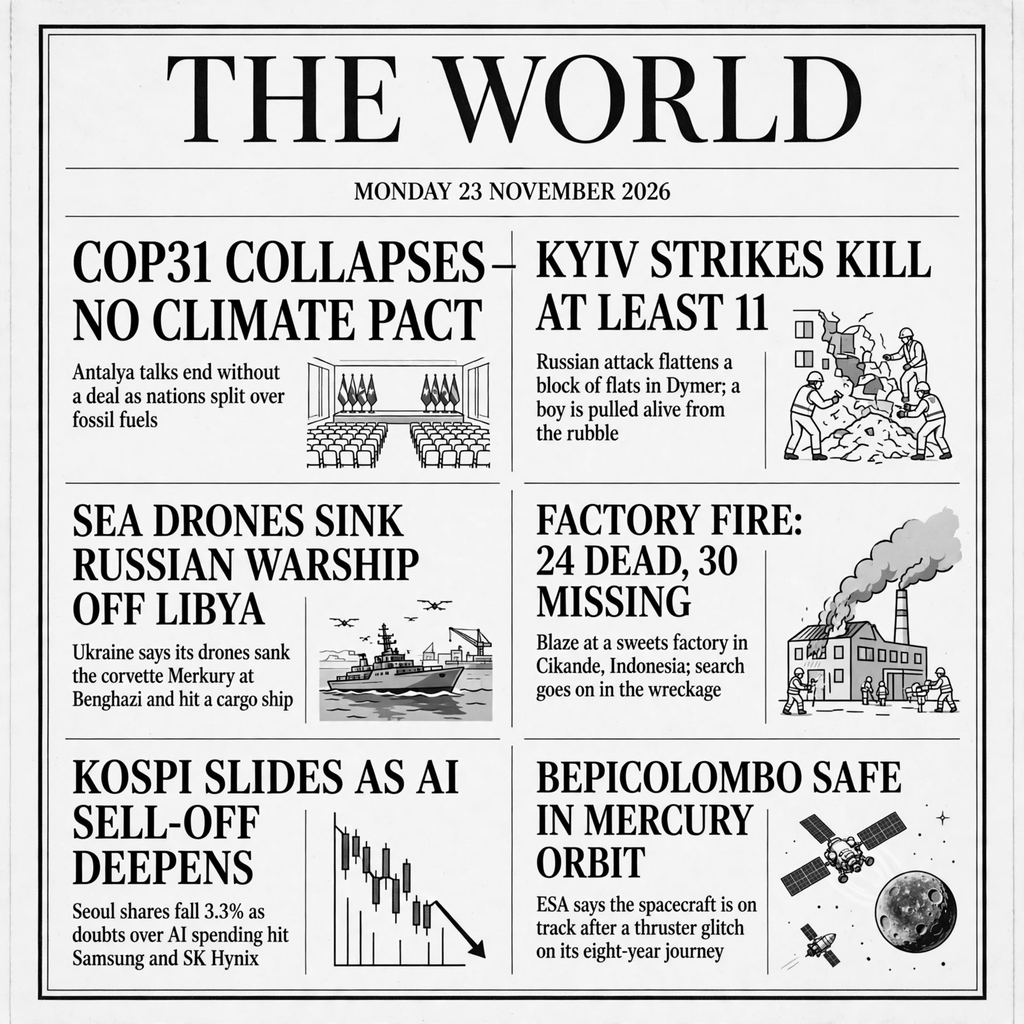 THE WORLD
MONDAY 23 NOVEMBER 2026
COP31 COLLAPSES –
NO CLIMATE PACT
Antalya talks end without
a deal as nations split over
fossil fuels
KYIV STRIKES KILL
AT LEAST 11
Russian attack flattens a
block of flats in Dymer; a
boy is pulled alive from
the rubble
SEA DRONES SINK
RUSSIAN WARSHIP
OFF LIBYA
Ukraine says its drones sank
the corvette Merkury at
Benghazi and hit a cargo ship
FACTORY FIRE:
24 DEAD, 30
MISSING
Blaze at a sweets factory in
Cikande, Indonesia; search
goes on in the wreckage
KOSPI SLIDES AS AI
SELL-OFF
DEEPENS
Seoul shares fall 3.3% as
doubts over AI spending hit
Samsung and SK Hynix
BEPICOLOMBO SAFE
IN MERCURY
ORBIT
ESA says the spacecraft is on
track after a thruster glitch
on its eight-year journey